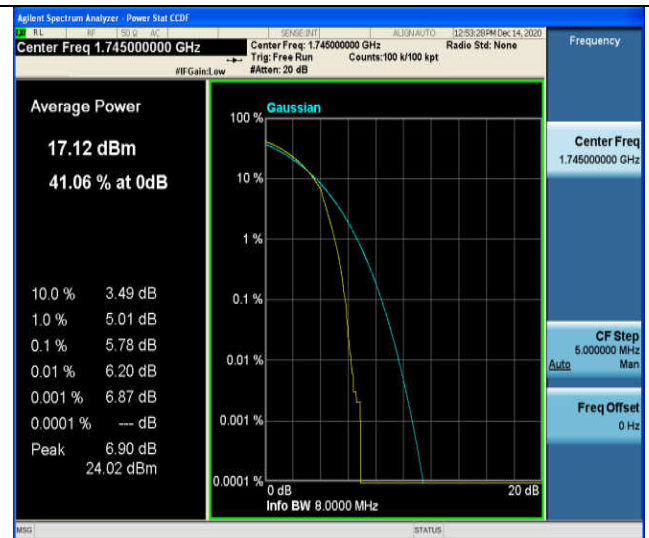 Agilent Spectrum Analyzer - Power Stat CCDF
RL RF 50 Ω AC SENSE:INT ALIGN AUTO 12:53:28 PM Dec 14, 2020
Center Freq 1.745000000 GHz
Center Freq: 1.745000000 GHz Radio Std: None
Trig: Free Run Counts:100 k/100 kpt
#IFGain:Low #Atten: 20 dB
Frequency
Average Power
17.12 dBm
41.06 % at 0dB
10.0 % 3.49 dB
1.0 % 5.01 dB
0.1 % 5.78 dB
0.01 % 6.20 dB
0.001 % 6.87 dB
0.0001 % --- dB
Peak 6.90 dB
24.02 dBm
Gaussian
100 %
10 %
1 %
0.1 %
0.01 %
0.001 %
0.0001 %
0 dB 20 dB
Info BW 8.0000 MHz
Center Freq
1.745000000 GHz
CF Step
5.000000 MHz
Auto Man
Freq Offset
0 Hz
MSG STATUS